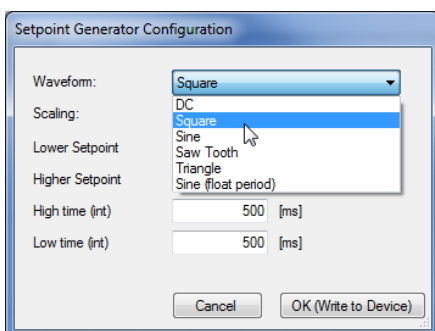 Setpoint Generator Configuration
Waveform: Square
DC
Scaling: Square
Sine
Lower Setpoint Saw Tooth
Triangle
Higher Setpoint Sine (float period)
High time (int) 500 [ms]
Low time (int) 500 [ms]
Cancel OK (Write to Device)